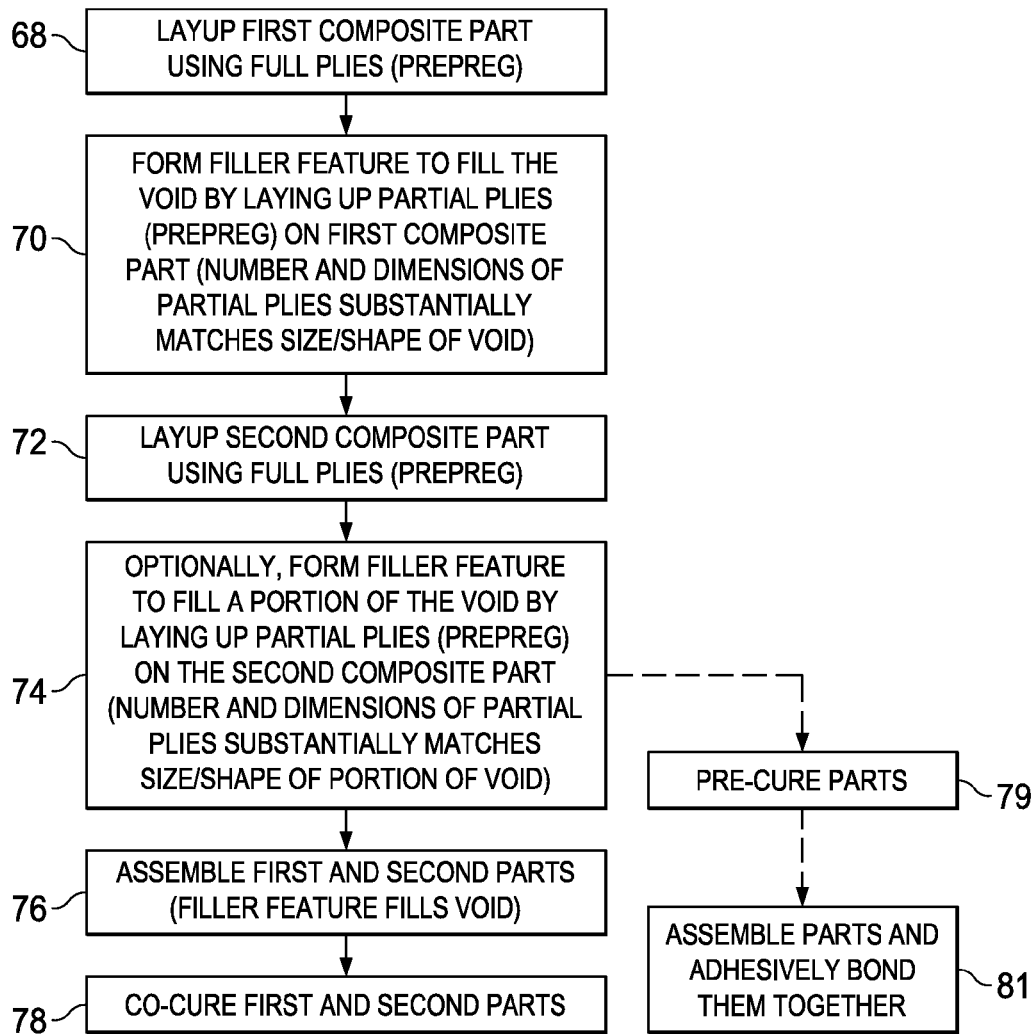 68
LAYUP FIRST COMPOSITE PART
USING FULL PLIES (PREPREG)
70
FORM FILLER FEATURE TO FILL THE
VOID BY LAYING UP PARTIAL PLIES
(PREPREG) ON FIRST COMPOSITE
PART (NUMBER AND DIMENSIONS OF
PARTIAL PLIES SUBSTANTIALLY
MATCHES SIZE/SHAPE OF VOID)
72
LAYUP SECOND COMPOSITE PART
USING FULL PLIES (PREPREG)
74
OPTIONALLY, FORM FILLER FEATURE
TO FILL A PORTION OF THE VOID BY
LAYING UP PARTIAL PLIES (PREPREG)
ON THE SECOND COMPOSITE PART
(NUMBER AND DIMENSIONS OF PARTIAL
PLIES SUBSTANTIALLY MATCHES
SIZE/SHAPE OF PORTION OF VOID)
76
ASSEMBLE FIRST AND SECOND PARTS
(FILLER FEATURE FILLS VOID)
78
CO-CURE FIRST AND SECOND PARTS
PRE-CURE PARTS
79
ASSEMBLE PARTS AND
ADHESIVELY BOND
THEM TOGETHER
81